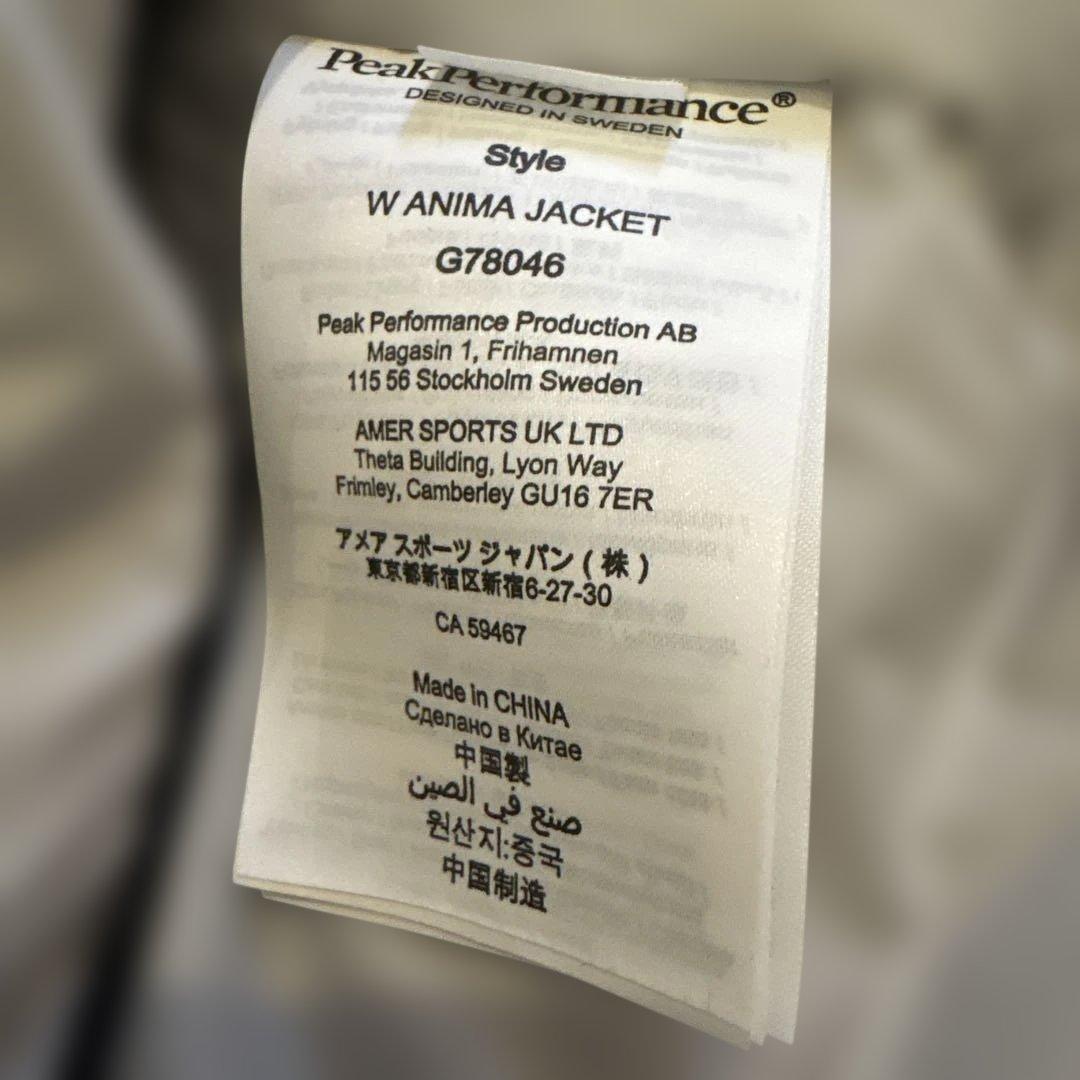 Peak Performance®
DESIGNED IN SWEDEN
Style
W ANIMA JACKET
G78046
Peak Performance Production AB
Magasin 1, Frihamnen
115 56 Stockholm Sweden
AMER SPORTS UK LTD
Theta Building, Lyon Way
Frimley, Camberley GU16 7ER
アメア スポーツ ジャパン ( 株 )
東京都新宿区新宿6-27-30
CA 59467
Made in CHINA
Сделано в Китае
中国製
صنع في الصين
원산지:중국
中国制造